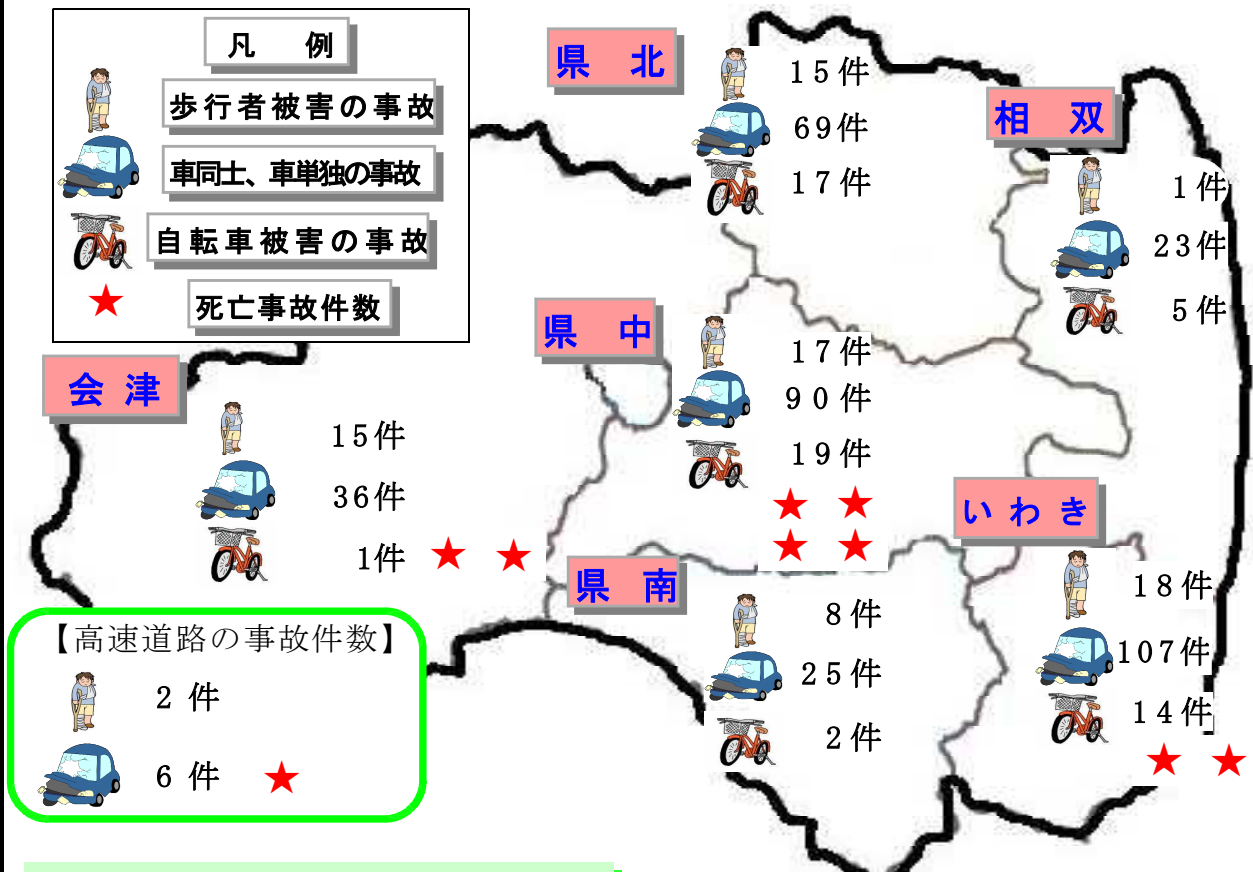 凡 例
歩行者被害の事故
車同士、車単独の事故
自転車被害の事故
死亡事故件数
県 北
15件
69件
17件
相 双
1件
23件
5件
県 中
17件
90件
19件
会 津
15件
36件
1件
いわき
18件
107件
14件
県 南
8件
25件
2件
【高速道路の事故件数】
2 件
6 件